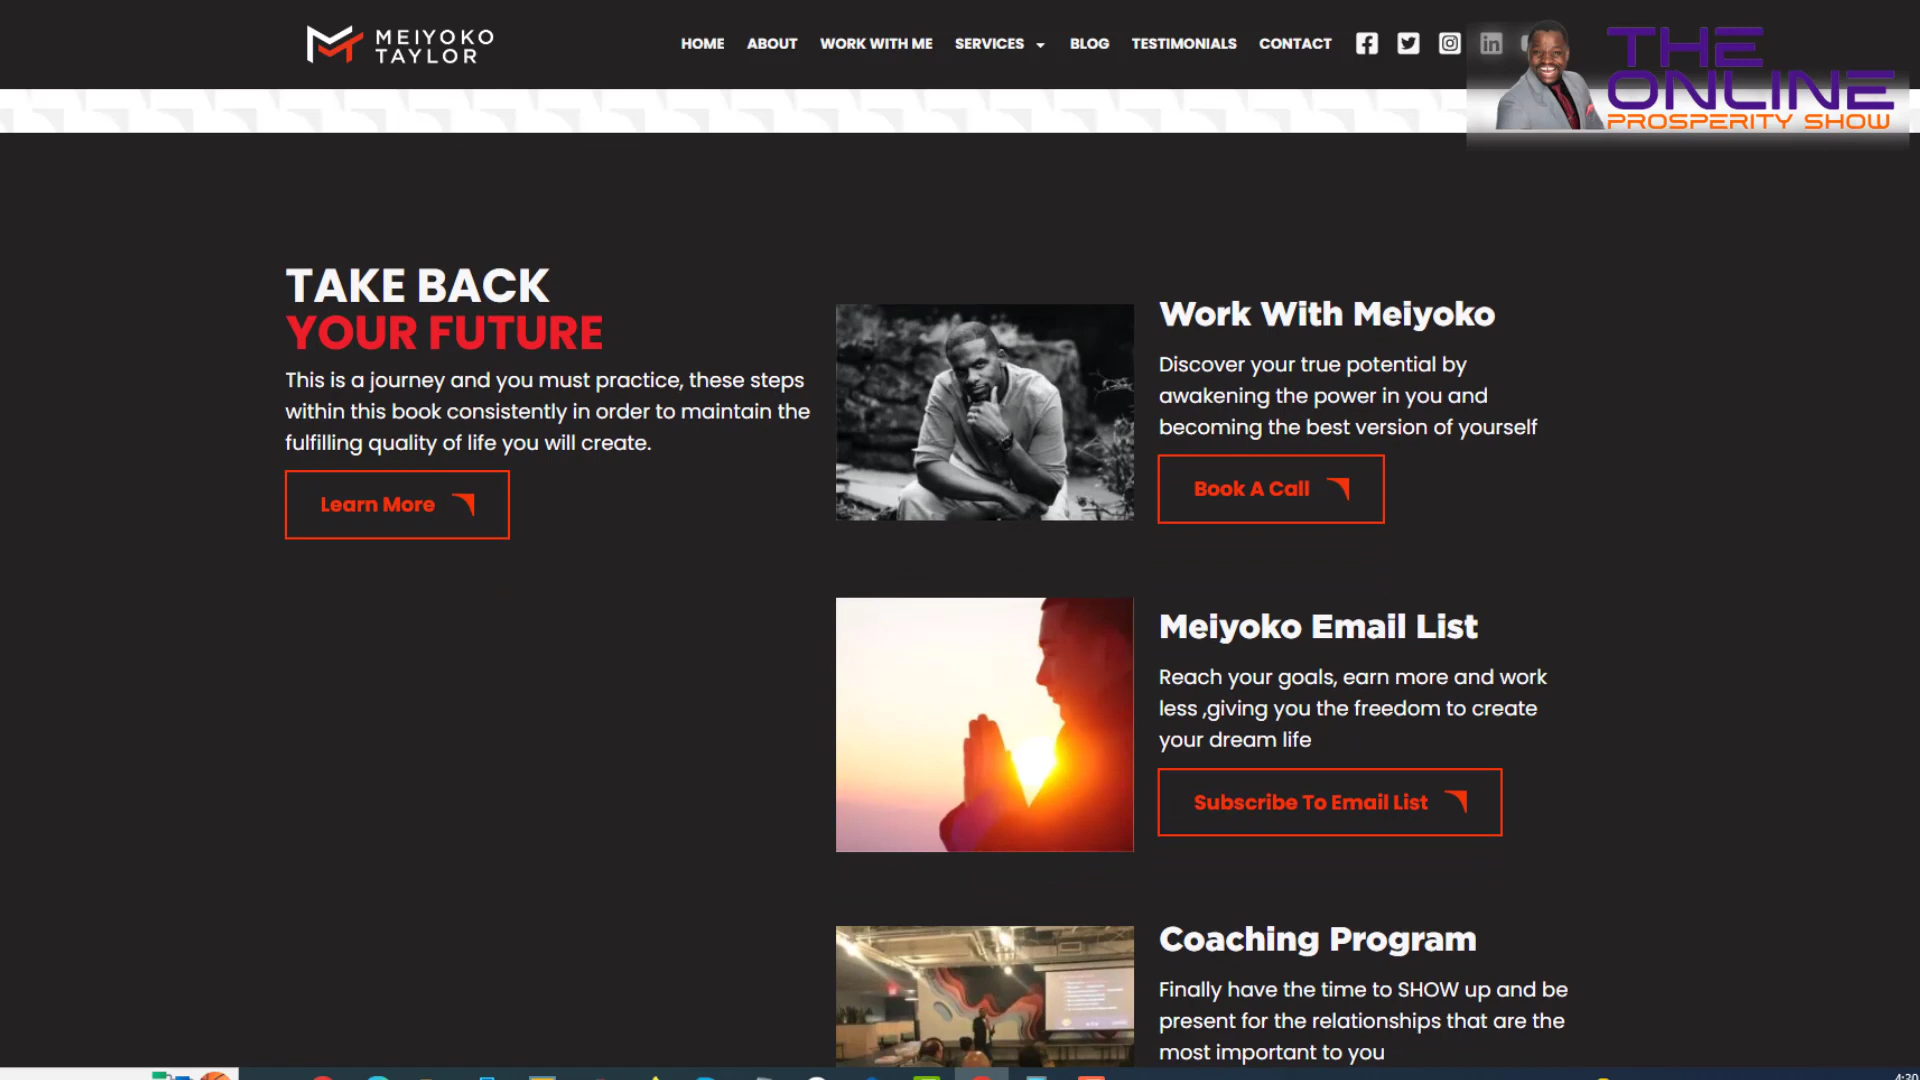 MEIYOKO
TAYLOR
HOME ABOUT WORK WITH ME SERVICES BLOG TESTIMONIALS CONTACT
THE
ONLINE
PROSPERITY SHOW
TAKE BACK
YOUR FUTURE
This is a journey and you must practice, these steps
within this book consistently in order to maintain the
fulfilling quality of life you will create.
Learn More
Work With Meiyoko
Discover your true potential by
awakening the power in you and
becoming the best version of yourself
Book A Call
Meiyoko Email List
Reach your goals, earn more and work
less ,giving you the freedom to create
your dream life
Subscribe To Email List
Coaching Program
Finally have the time to SHOW up and be
present for the relationships that are the
most important to you